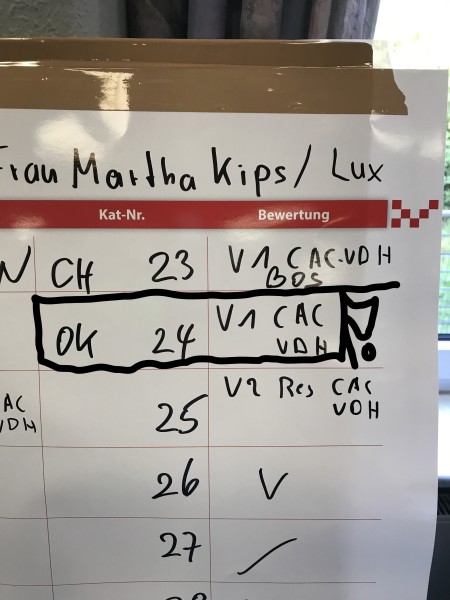 Frau Martha Kips / Lux
Kat-Nr. Bewertung
N CH 23 V1 CAC-VDH
BOS
OK 24 V1 CAC
VDH !
V2 Res CAC
AC 25 VDH
VDH
26 V
27